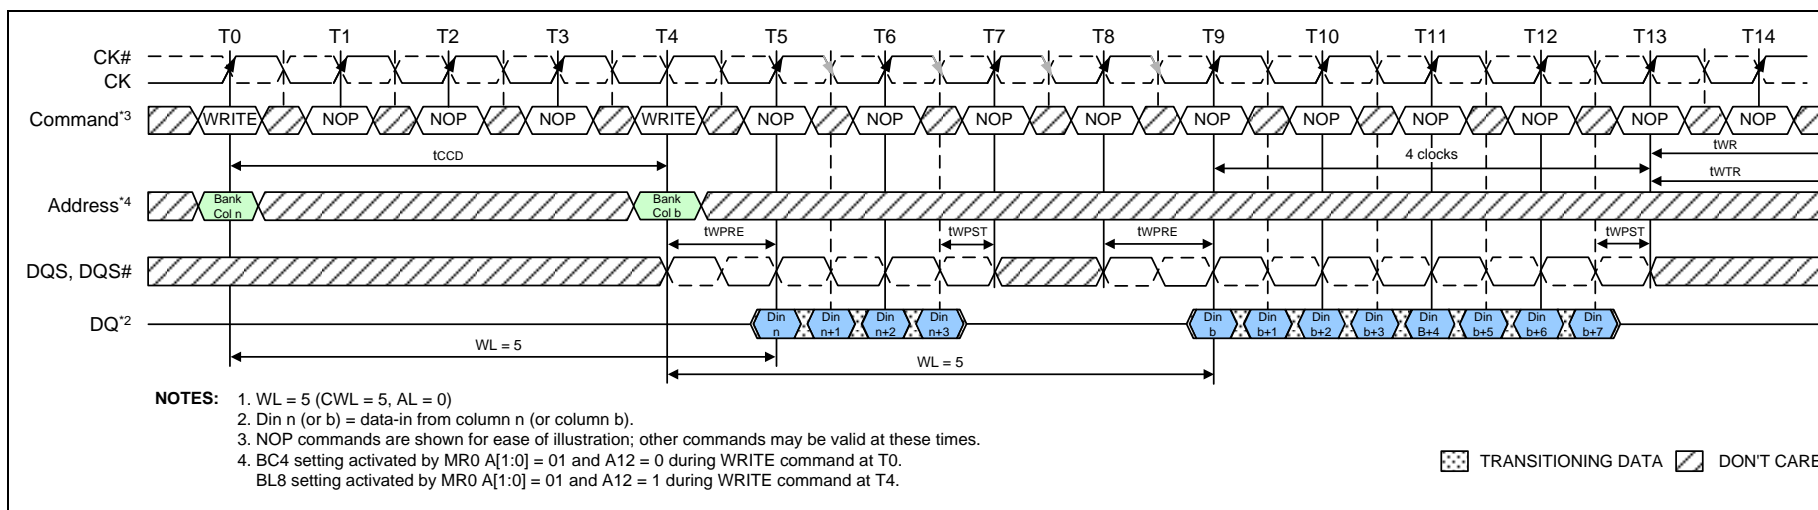 T0 T1 T2 T3 T4 T5 T6 T7 T8 T9 T10 T11 T12 T13 T14
CK#
CK
Command*3 WRITE NOP NOP NOP WRITE NOP NOP NOP NOP NOP NOP NOP NOP NOP NOP
tCCD 4 clocks tWR
tWTR
Address*4 Bank Col n Bank Col b
tWPRE tWPST tWPRE tWPST
DQS, DQS#
DQ*2 Din n Din n+1 Din n+2 Din n+3 Din b Din b+1 Din b+2 Din b+3 Din B+4 Din b+5 Din b+6 Din b+7
WL = 5
WL = 5
NOTES: 1. WL = 5 (CWL = 5, AL = 0)
2. Din n (or b) = data-in from column n (or column b).
3. NOP commands are shown for ease of illustration; other commands may be valid at these times.
4. BC4 setting activated by MR0 A[1:0] = 01 and A12 = 0 during WRITE command at T0.
BL8 setting activated by MR0 A[1:0] = 01 and A12 = 1 during WRITE command at T4.
TRANSITIONING DATA DON'T CARE